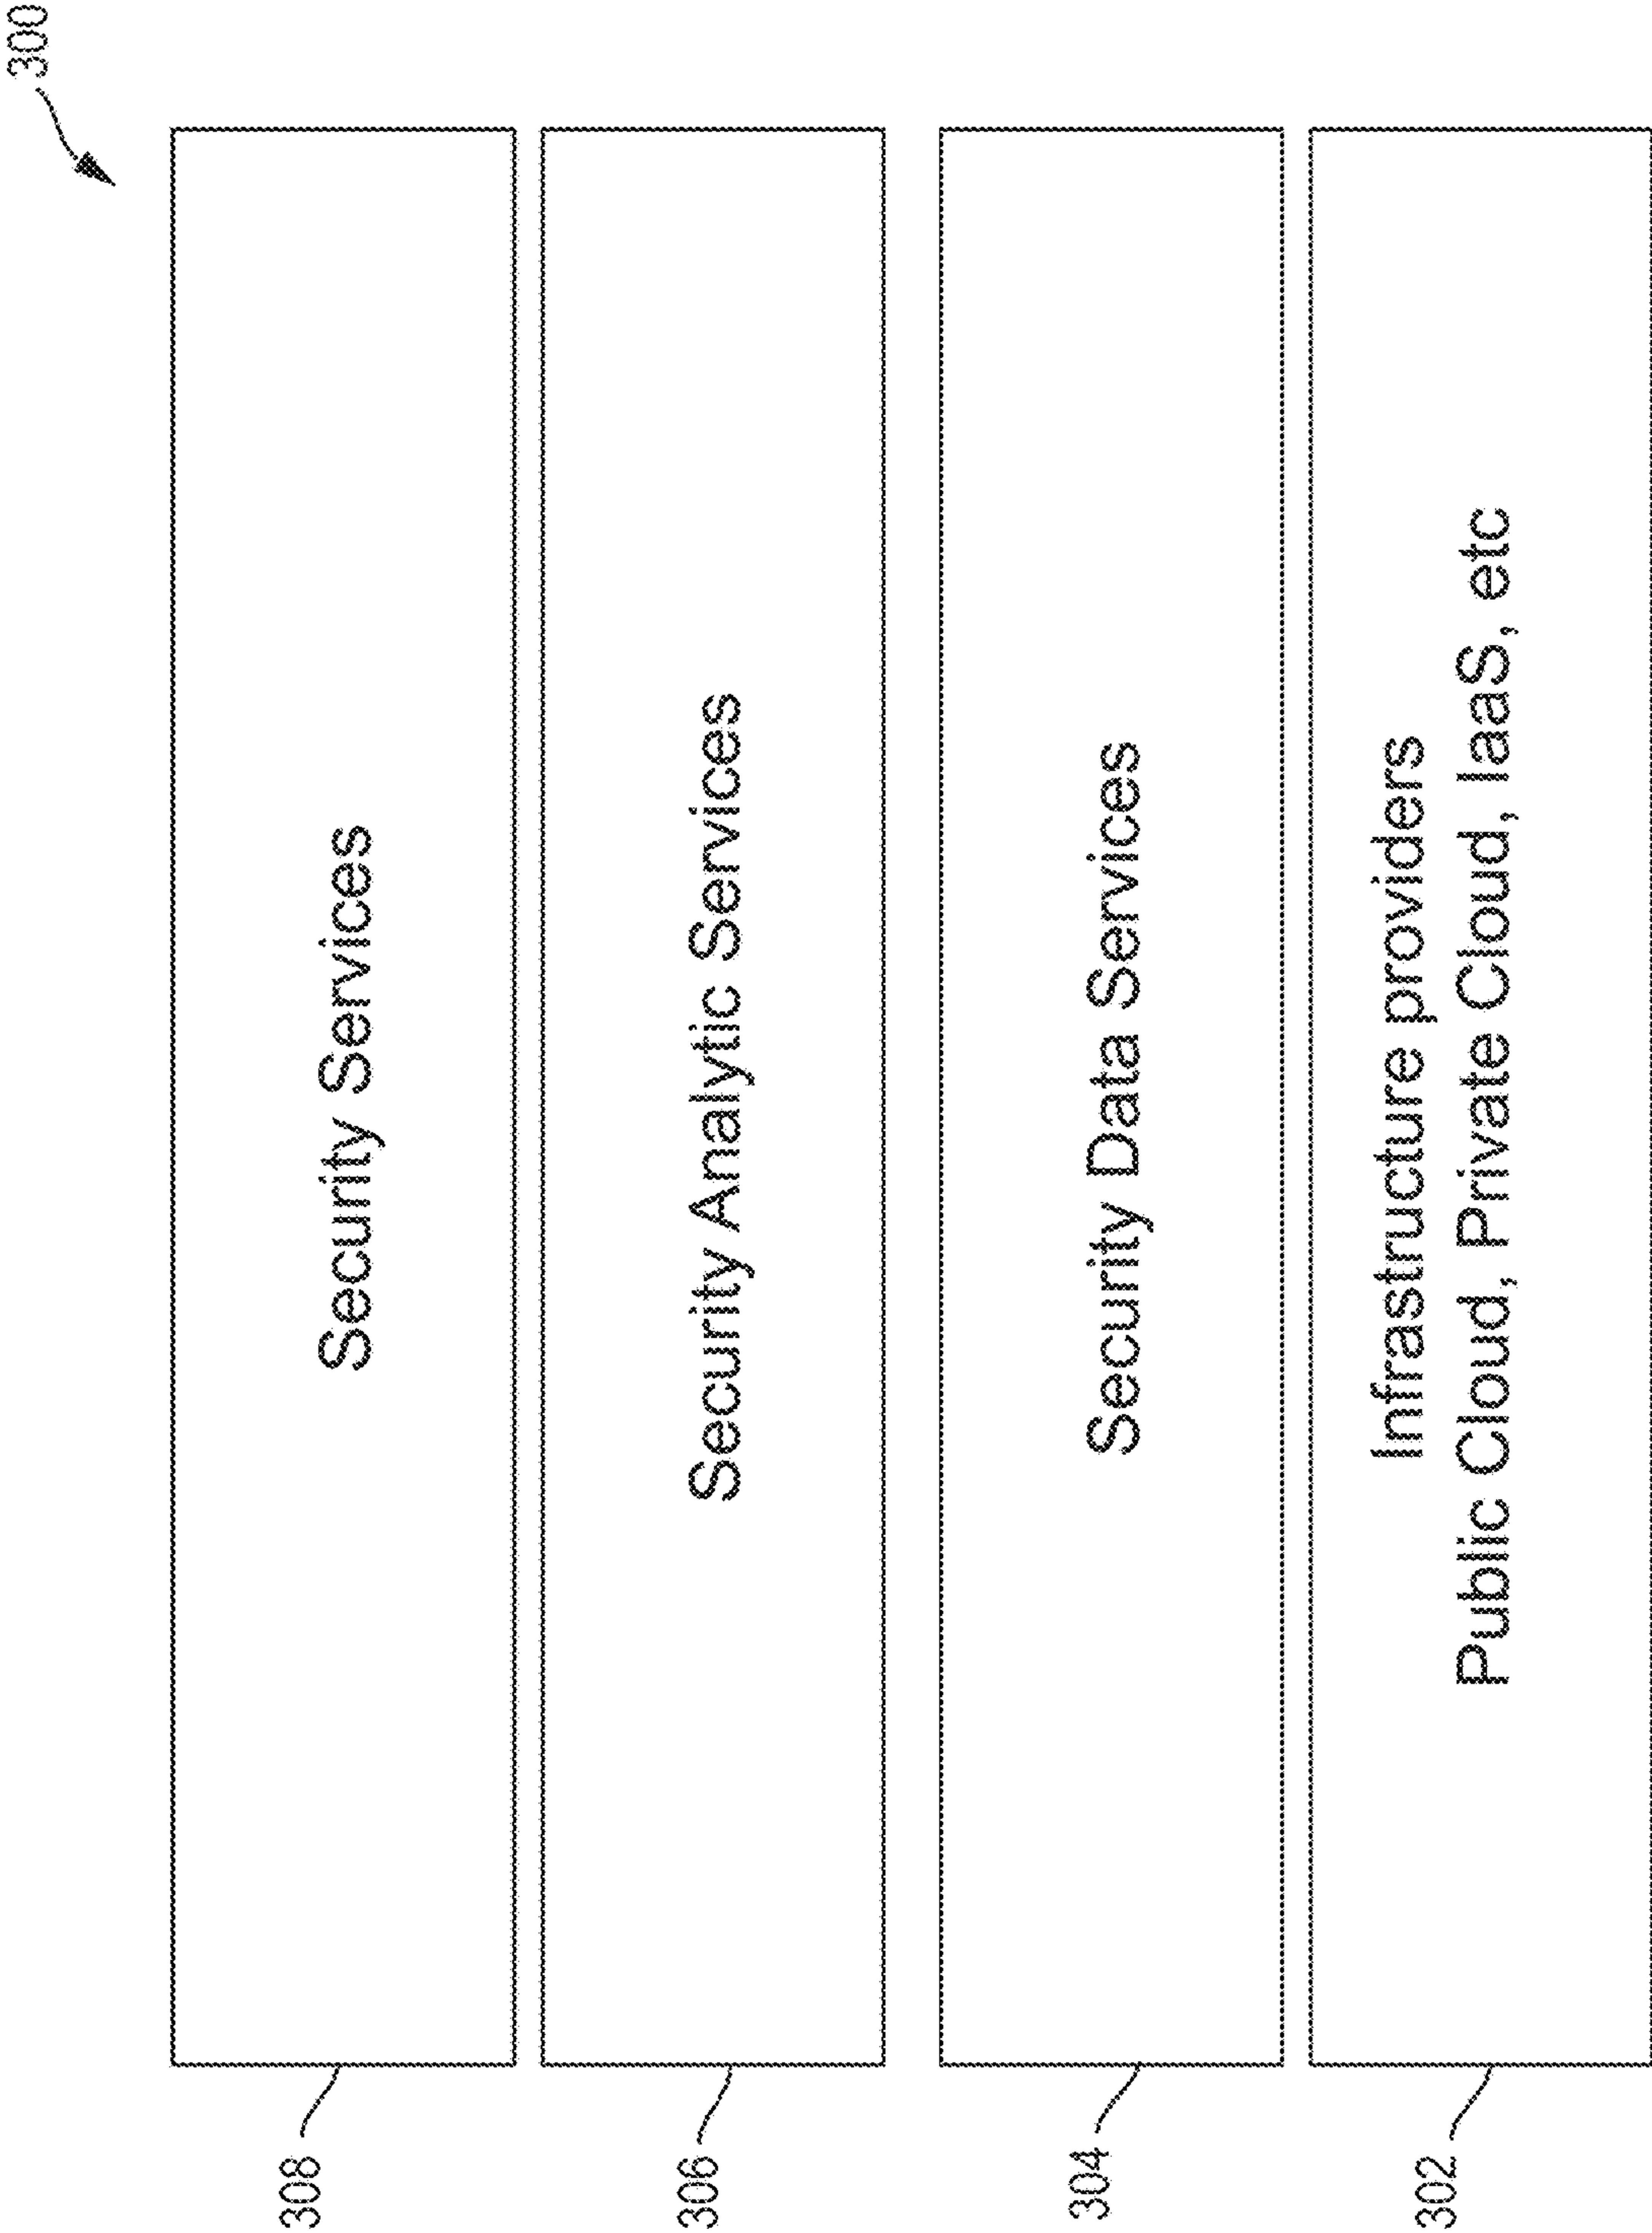 300
308
Security Services
306
Security Analytic Services
304
Security Data Services
302
Infrastructure providers
Public Cloud, Private Cloud, IaaS, etc